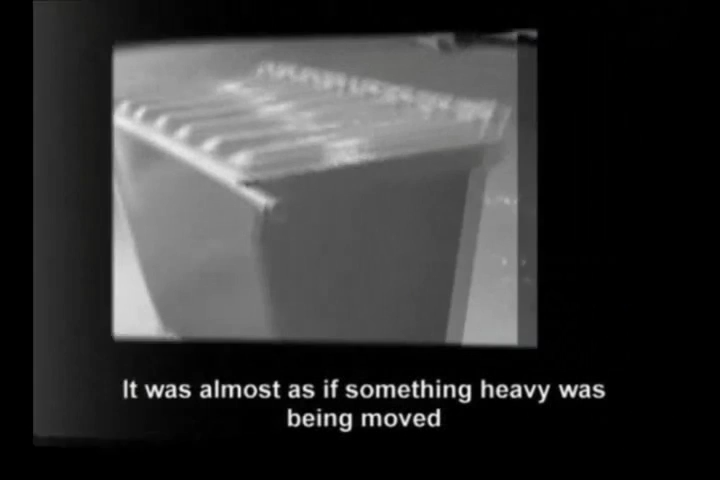 It was almost as if something heavy was
being moved